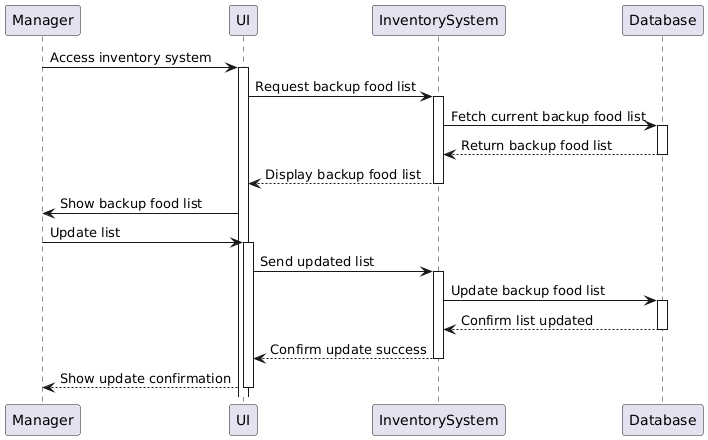 Manager UI InventorySystem Database
Access inventory system
Request backup food list
Fetch current backup food list
Return backup food list
Display backup food list
Show backup food list
Update list
Send updated list
Update backup food list
Confirm list updated
Confirm update success
Show update confirmation
Manager UI InventorySystem Database